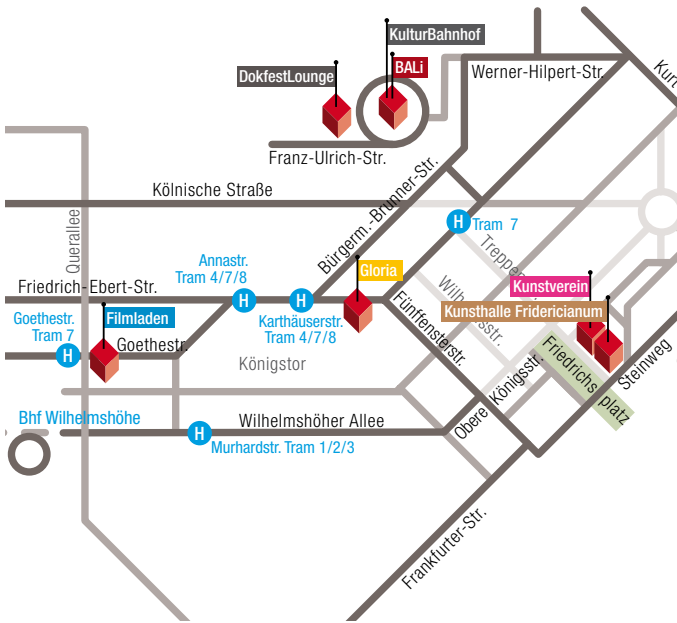 KulturBahnhof
BALi
DokfestLounge
Werner-Hilpert-Str.
Kurt
Franz-Ulrich-Str.
Kölnische Straße
Bürgerm.-Brunner-Str.
H
Tram 7
Querallee
Annastr.
Tram 4/7/8
Treppen
Gloria
Kunstverein
Friedrich-Ebert-Str.
H
H
Filmladen
Kunsthalle Fridericianum
Goethestr.
Tram 7
H
Goethestr.
Karthäuserstr.
Tram 4/7/8
Fünffensterstr.
Königstor
Obere Königsstr.
Friedrichsplatz
Steinweg
Bhf Wilhelmshöhe
Wilhelmshöher Allee
H
Murhardstr. Tram 1/2/3
Frankfurter-Str.